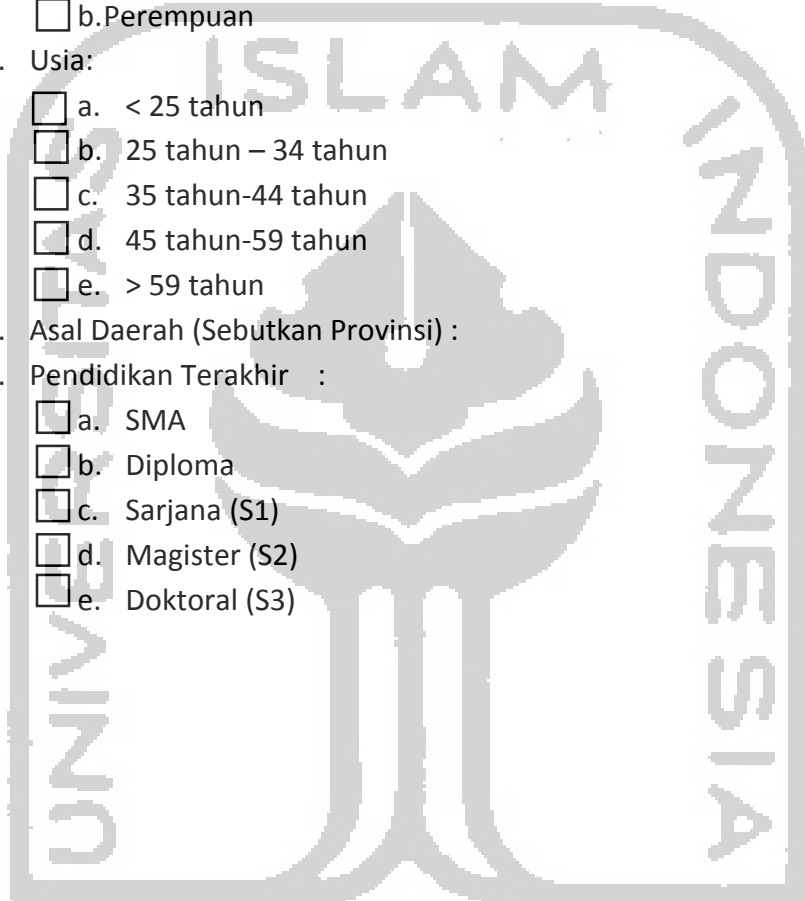 b.Perempuan
. Usia:
a. < 25 tahun
b. 25 tahun – 34 tahun
c. 35 tahun-44 tahun
d. 45 tahun-59 tahun
e. > 59 tahun
. Asal Daerah (Sebutkan Provinsi) :
. Pendidikan Terakhir :
a. SMA
b. Diploma
c. Sarjana (S1)
d. Magister (S2)
e. Doktoral (S3)
UNIVERSITAS
ISLAM
INDONESIA